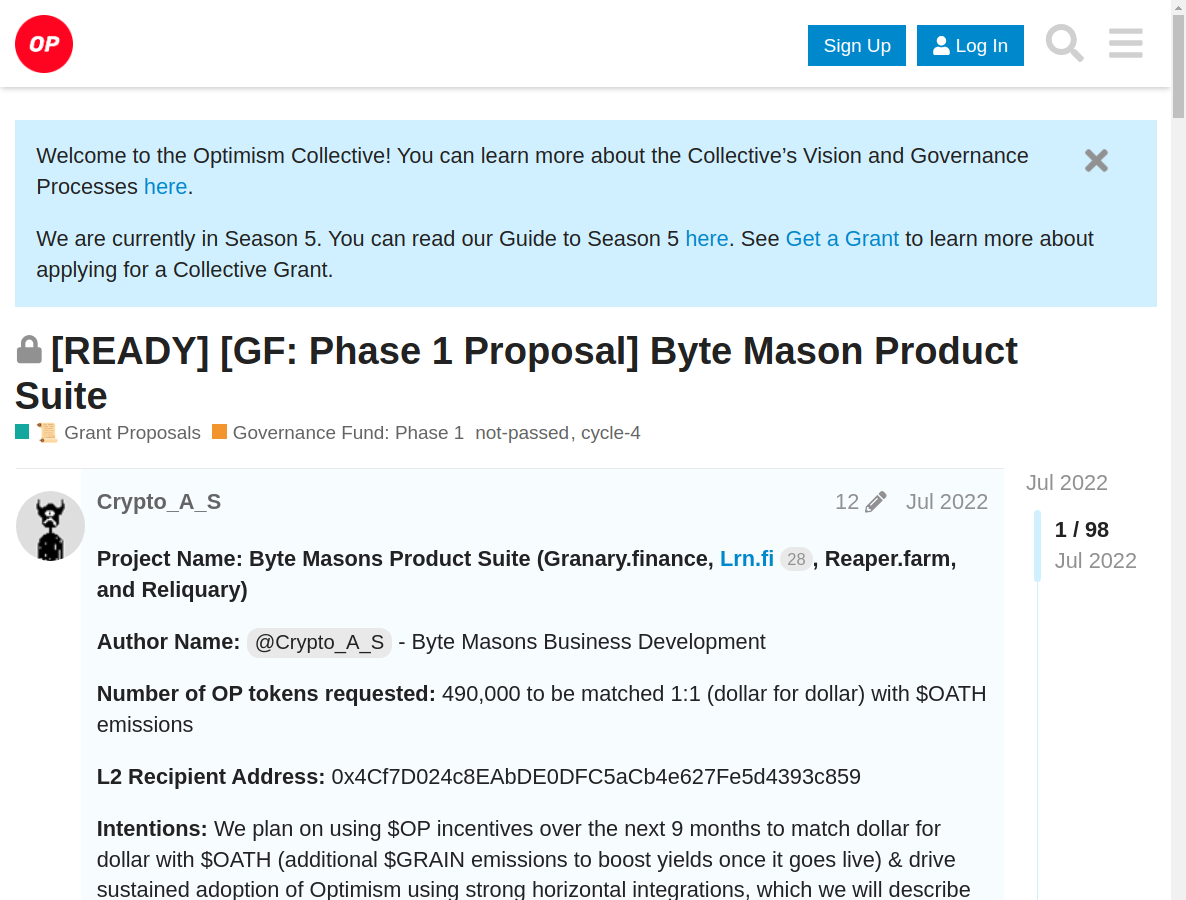 OP
Sign Up
Log In
Welcome to the Optimism Collective! You can learn more about the Collective’s Vision and Governance
Processes here.
We are currently in Season 5. You can read our Guide to Season 5 here. See Get a Grant to learn more about
applying for a Collective Grant.
[READY] [GF: Phase 1 Proposal] Byte Mason Product
Suite
📜 Grant Proposals Governance Fund: Phase 1 not-passed, cycle-4
Crypto_A_S 12 Jul 2022
Project Name: Byte Masons Product Suite (Granary.finance, Lrn.fi 28, Reaper.farm,
and Reliquary)
Author Name: @Crypto_A_S - Byte Masons Business Development
Number of OP tokens requested: 490,000 to be matched 1:1 (dollar for dollar) with $OATH
emissions
L2 Recipient Address: 0x4Cf7D024c8EAbDE0DFC5aCb4e627Fe5d4393c859
Intentions: We plan on using $OP incentives over the next 9 months to match dollar for
dollar with $OATH (additional $GRAIN emissions to boost yields once it goes live) & drive
sustained adoption of Optimism using strong horizontal integrations, which we will describe
Jul 2022
1 / 98
Jul 2022